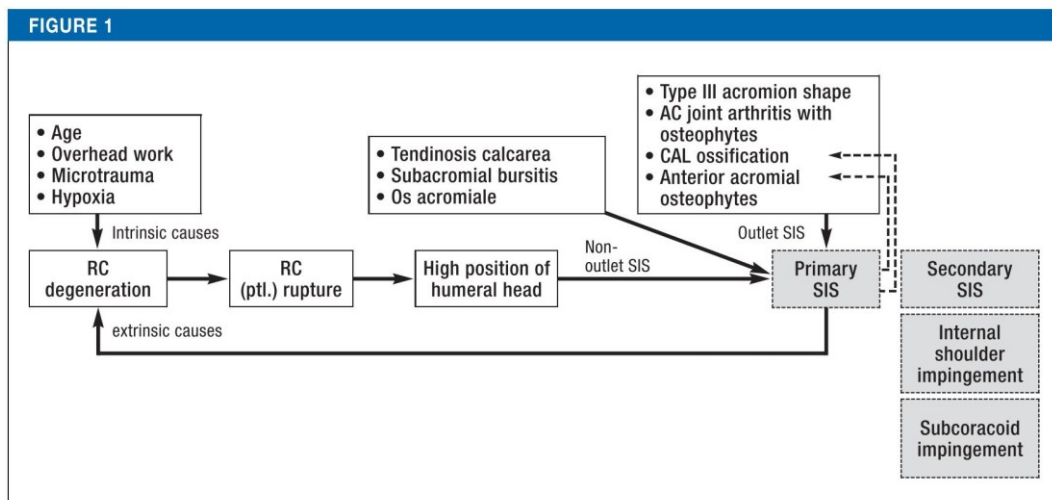 FIGURE 1
• Type III acromion shape
• AC joint arthritis with
osteophytes
• CAL ossification
• Anterior acromial
osteophytes
• Age
• Overhead work
• Microtrauma
• Hypoxia
• Tendinosis calcarea
• Subacromial bursitis
• Os acromiale
Intrinsic causes
Outlet SIS
Non-
outlet SIS
RC
degeneration
RC
(ptl.) rupture
High position of
humeral head
Primary
SIS
Secondary
SIS
extrinsic causes
Internal
shoulder
impingement
Subcoracoid
impingement